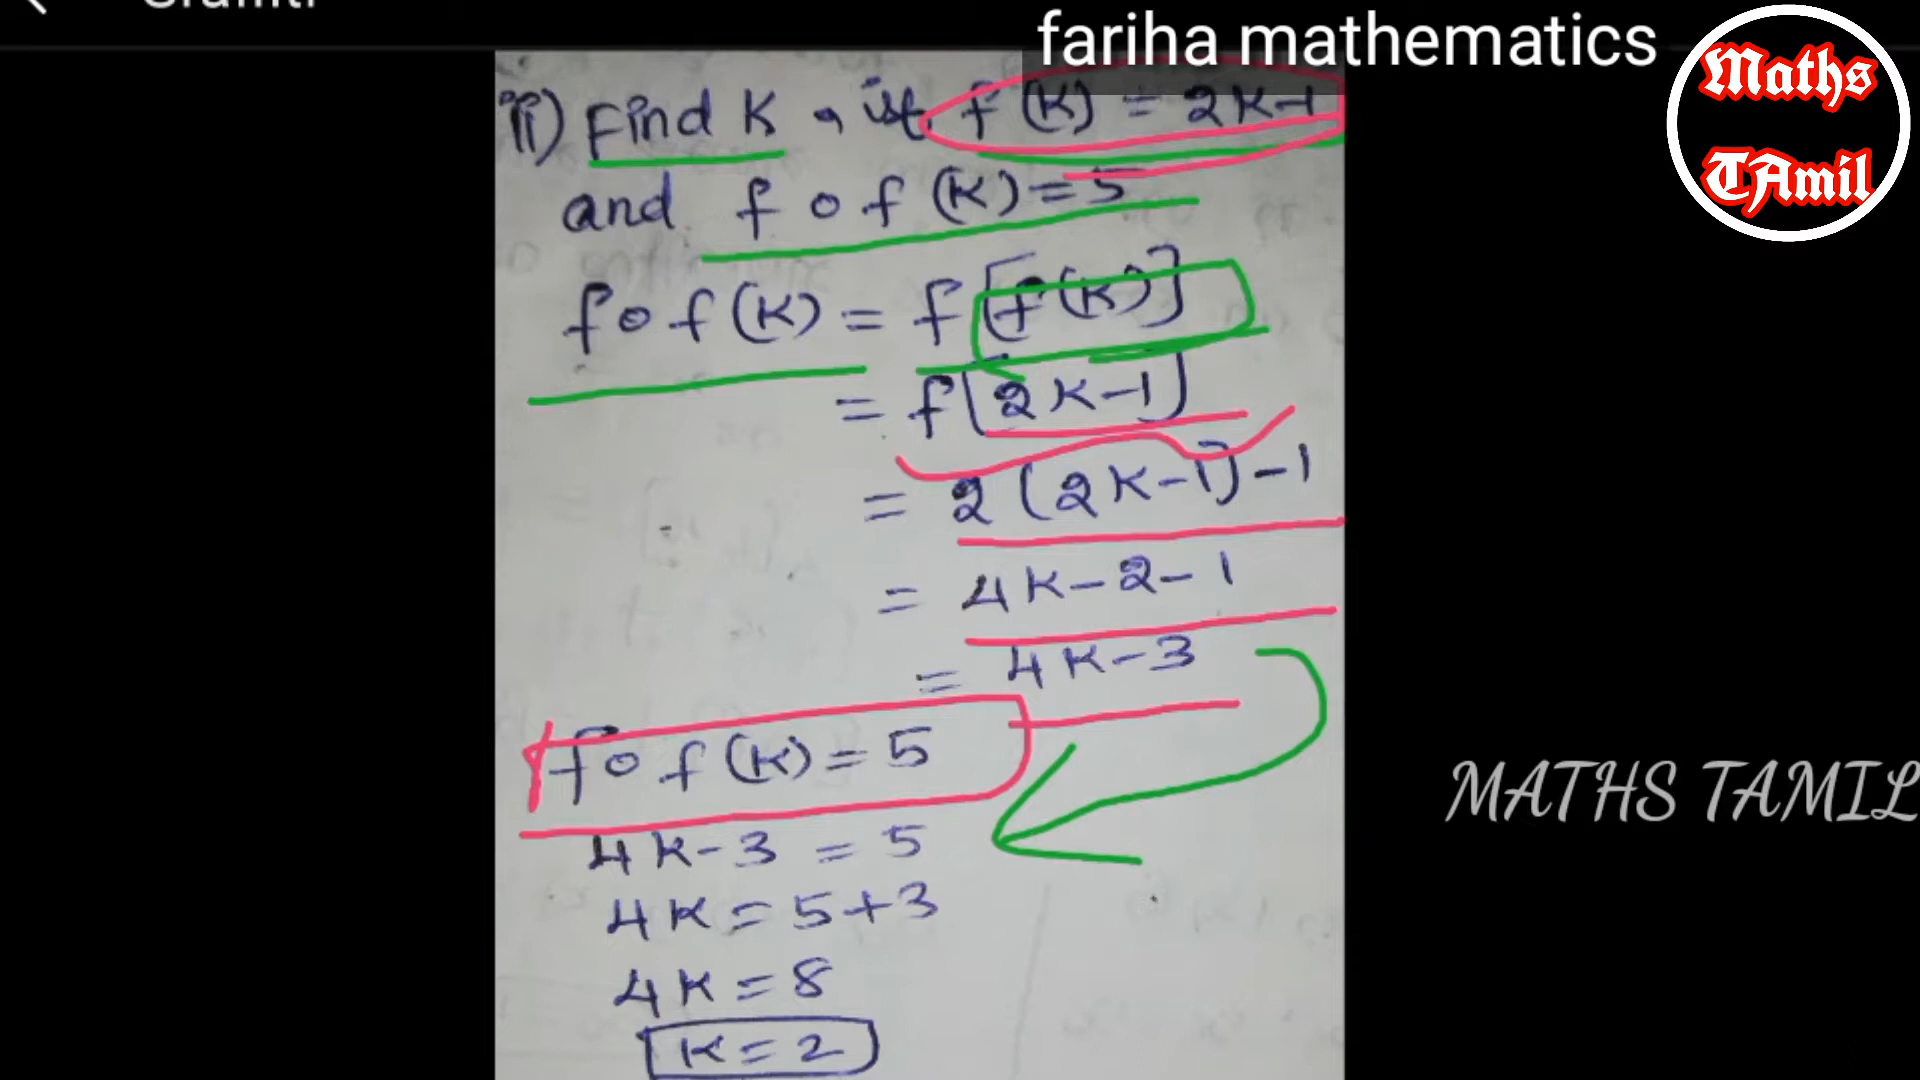 fariha mathematics
Maths
TAmil
ii) Find K, if f(K) = 2K-1
and f o f (K) = 5
f o f (K) = f[f(K)]
= f[2K-1]
= 2(2K-1)-1
= 4K-2-1
= 4K-3
f o f (K) = 5
4K-3 = 5
4K = 5+3
4K = 8
K = 2
MATHS TAMIL